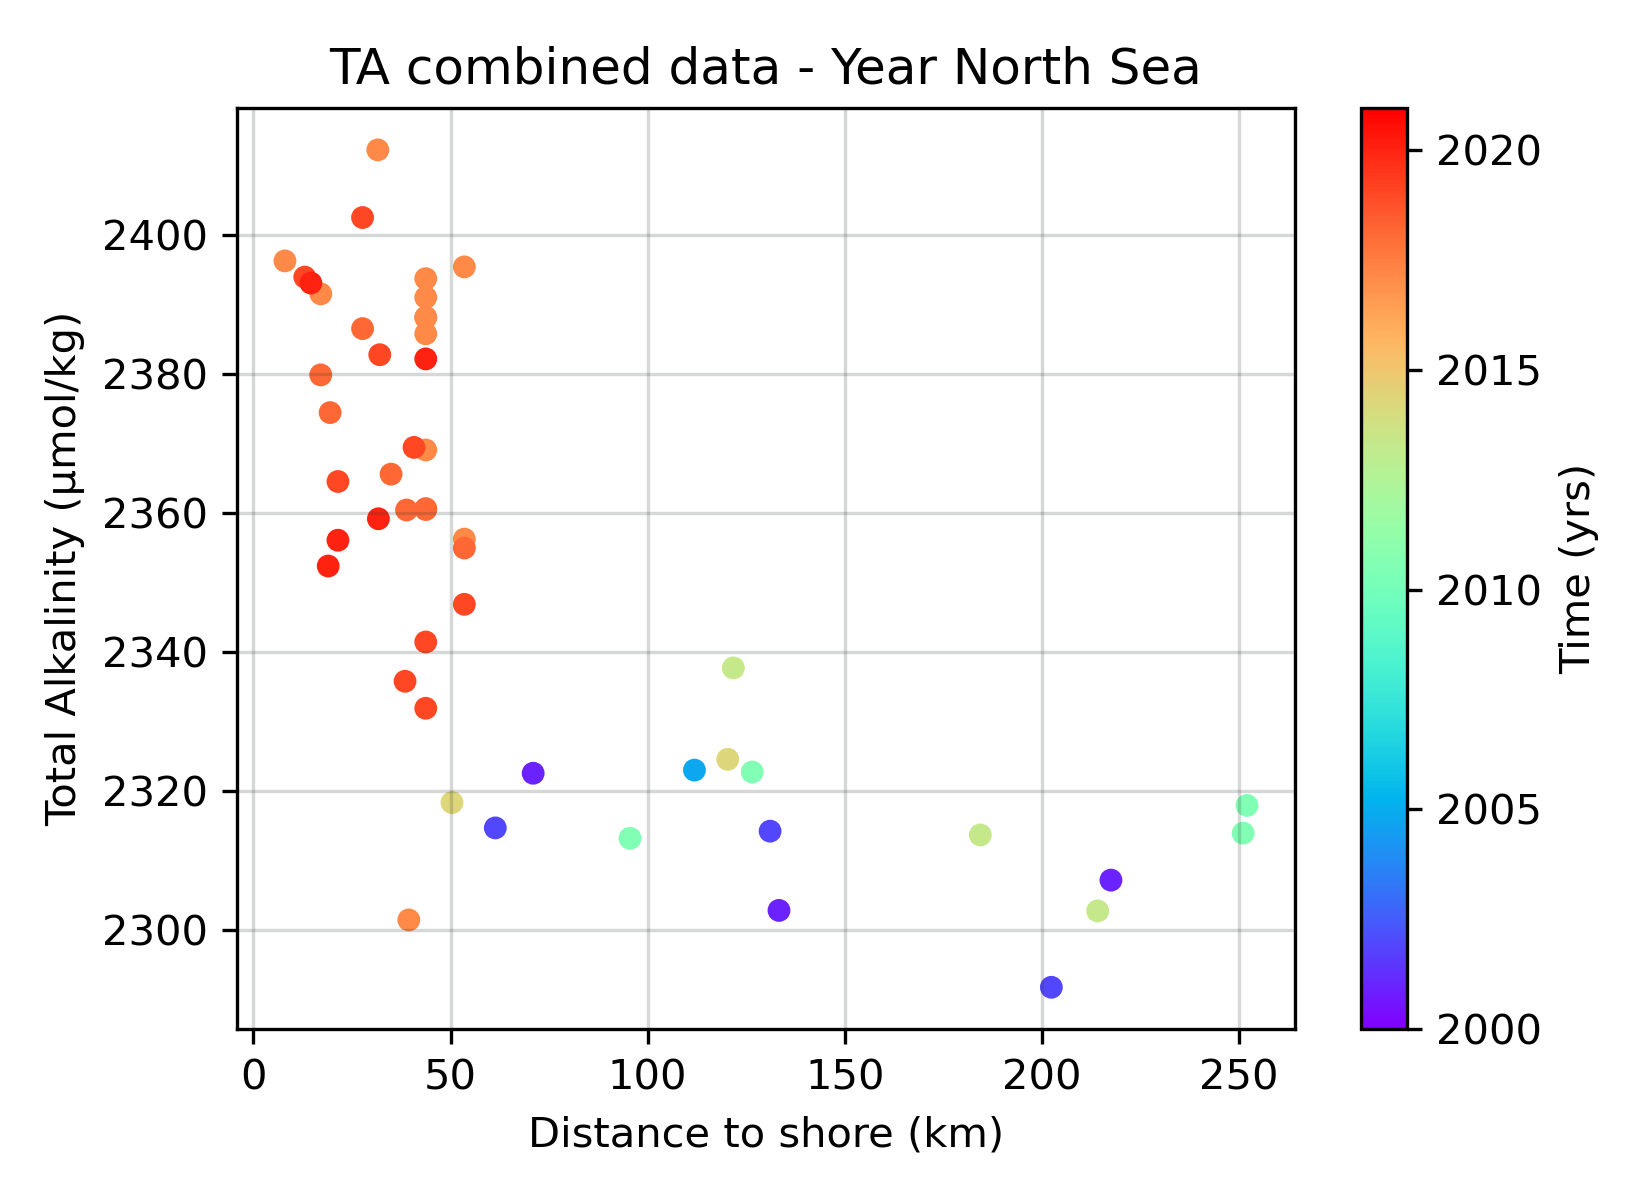 TA combined data - Year North Sea
Total Alkalinity (µmol/kg)
2400
2380
2360
2340
2320
2300
0 50 100 150 200 250
Distance to shore (km)
2020
2015
2010
2005
2000
Time (yrs)